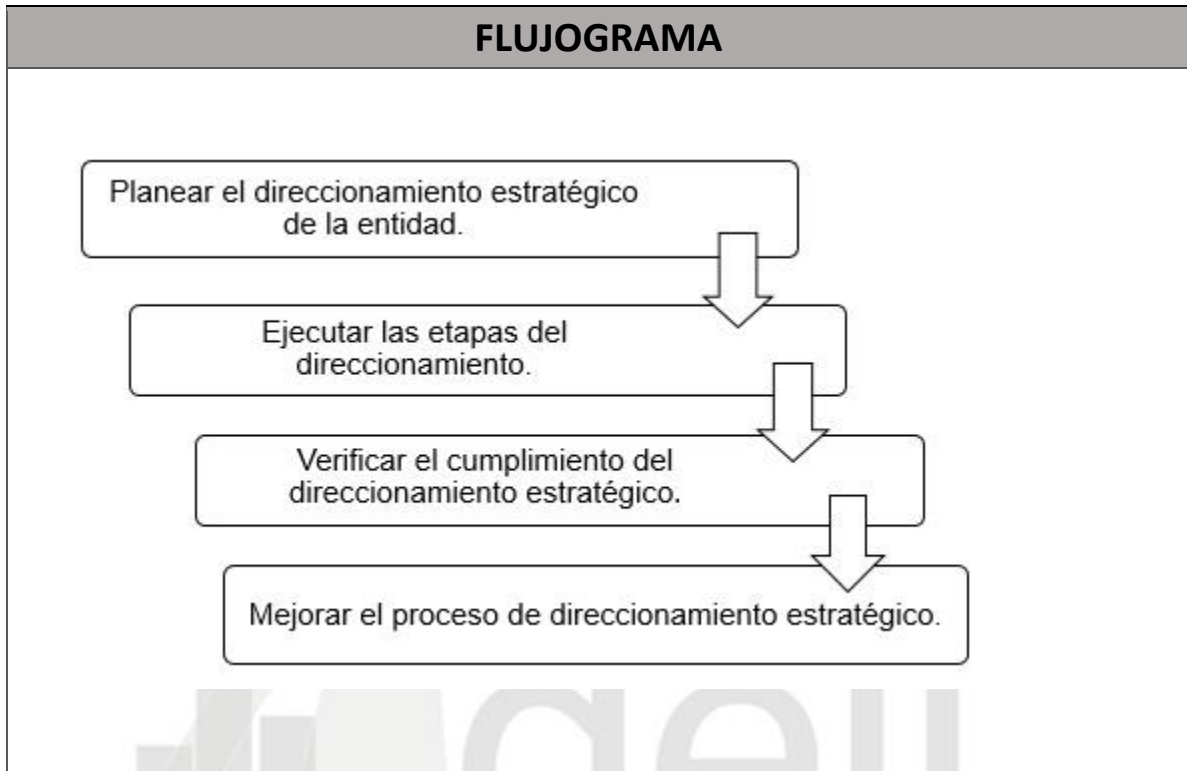 FLUJOGRAMA
Planear el direccionamiento estratégico
de la entidad.
Ejecutar las etapas del
direccionamiento.
Verificar el cumplimiento del
direccionamiento estratégico.
Mejorar el proceso de direccionamiento estratégico.